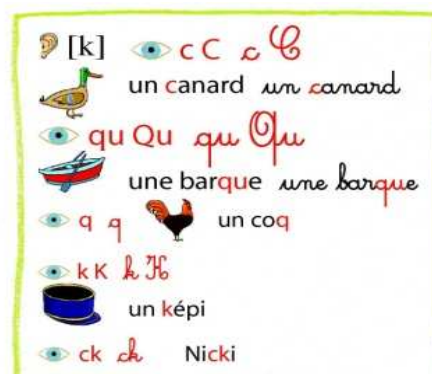 [k] c C c C
un canard un canard
qu Qu qu Qu
une barque une barque
q q un coq
k K k K
un képi
ck ck Nicki